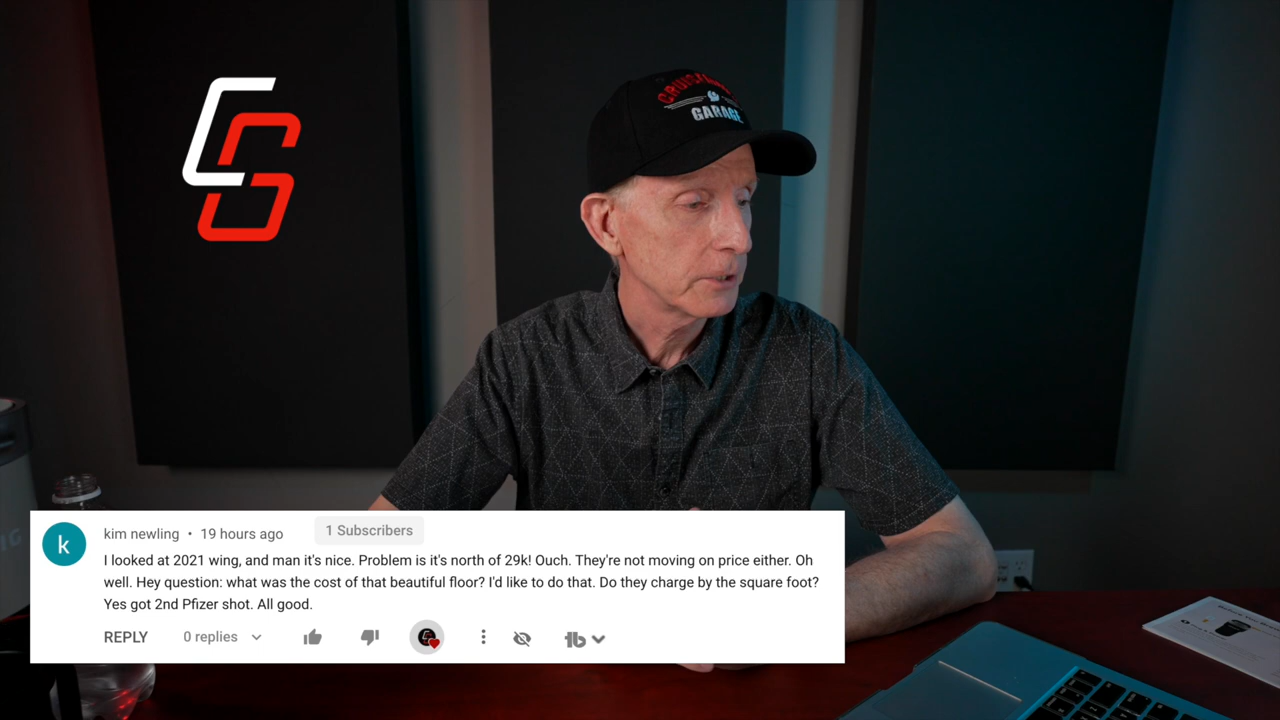 GARAGE
kim newling • 19 hours ago 1 Subscribers
I looked at 2021 wing, and man it's nice. Problem is it's north of 29k! Ouch. They're not moving on price either. Oh
well. Hey question: what was the cost of that beautiful floor? I'd like to do that. Do they charge by the square foot?
Yes got 2nd Pfizer shot. All good.
REPLY 0 replies